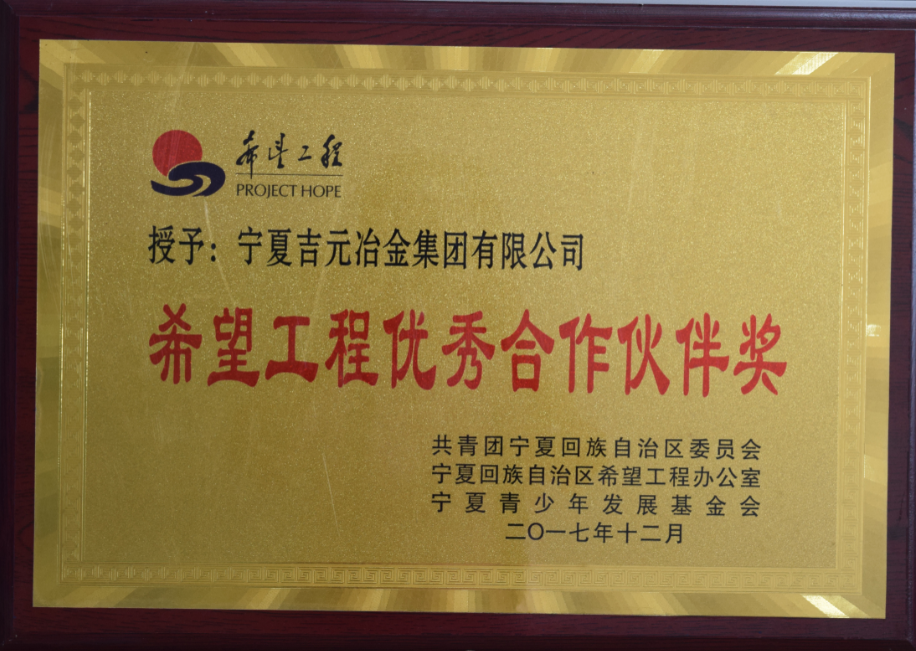 希望工程
PROJECT HOPE
授予：宁夏吉元冶金集团有限公司
希望工程优秀合作伙伴奖
共青团宁夏回族自治区委员会
宁夏回族自治区希望工程办公室
宁夏青少年发展基金会
二〇一七年十二月